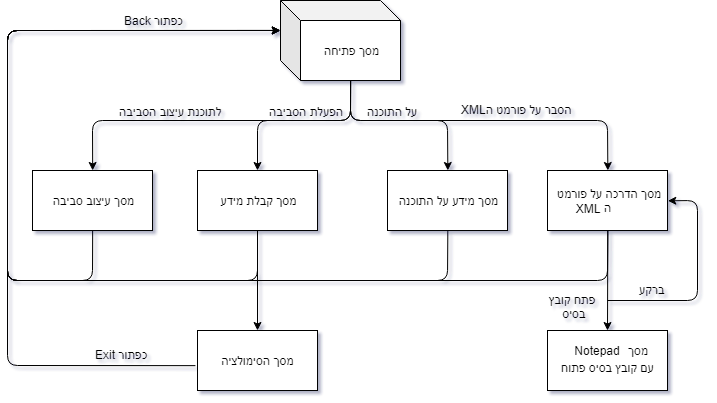 כפתור Back
מסך פתיחה
הסבר על פורמט הXML
על התוכנה
הפעלת הסביבה
לתוכנת עיצוב הסביבה
מסך הדרכה על פורמט
ה XML
מסך מידע על התוכנה
מסך קבלת מידע
מסך עיצוב סביבה
ברקע
פתח קובץ
בסיס
מסך Notepad
עם קובץ בסיס פתוח
מסך הסימולציה
כפתור Exit